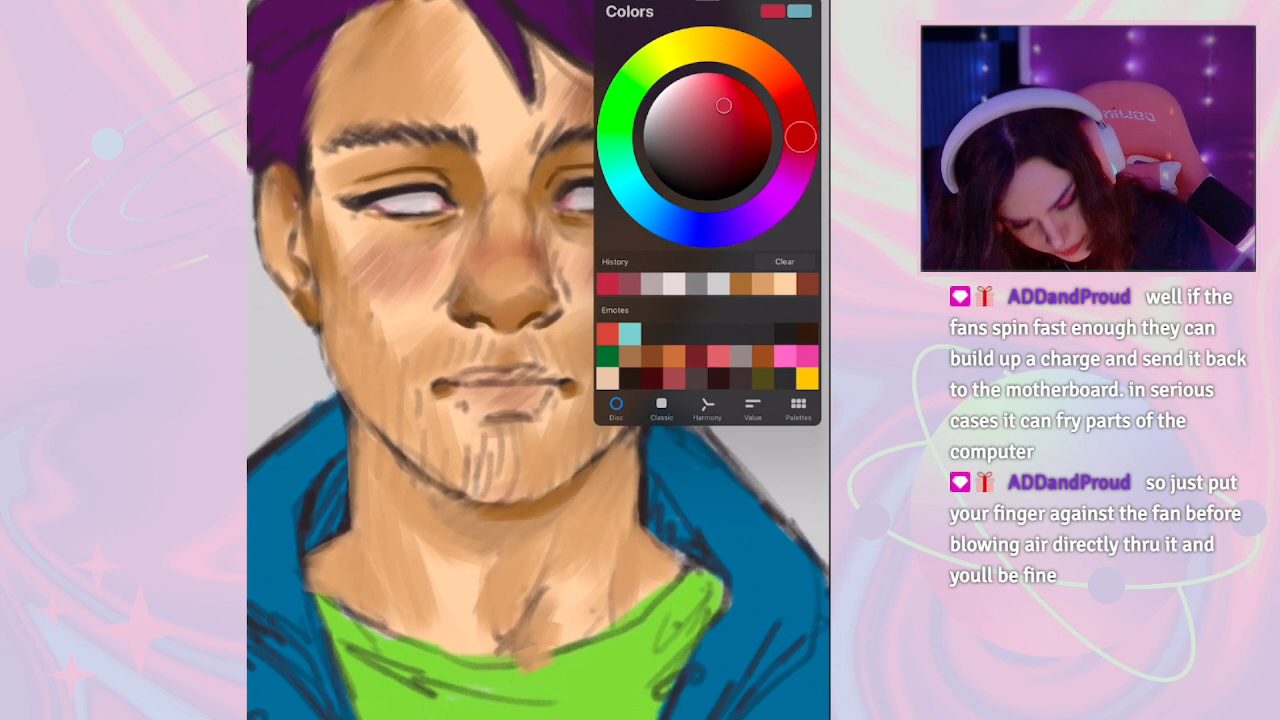 Colors
History
Clear
Emotes
Disc
Classic
Harmony
Value
Palettes
ADDandProud well if the
fans spin fast enough they can
build up a charge and send it back
to the motherboard. in serious
cases it can fry parts of the
computer
ADDandProud so just put
your finger against the fan before
blowing air directly thru it and
youll be fine